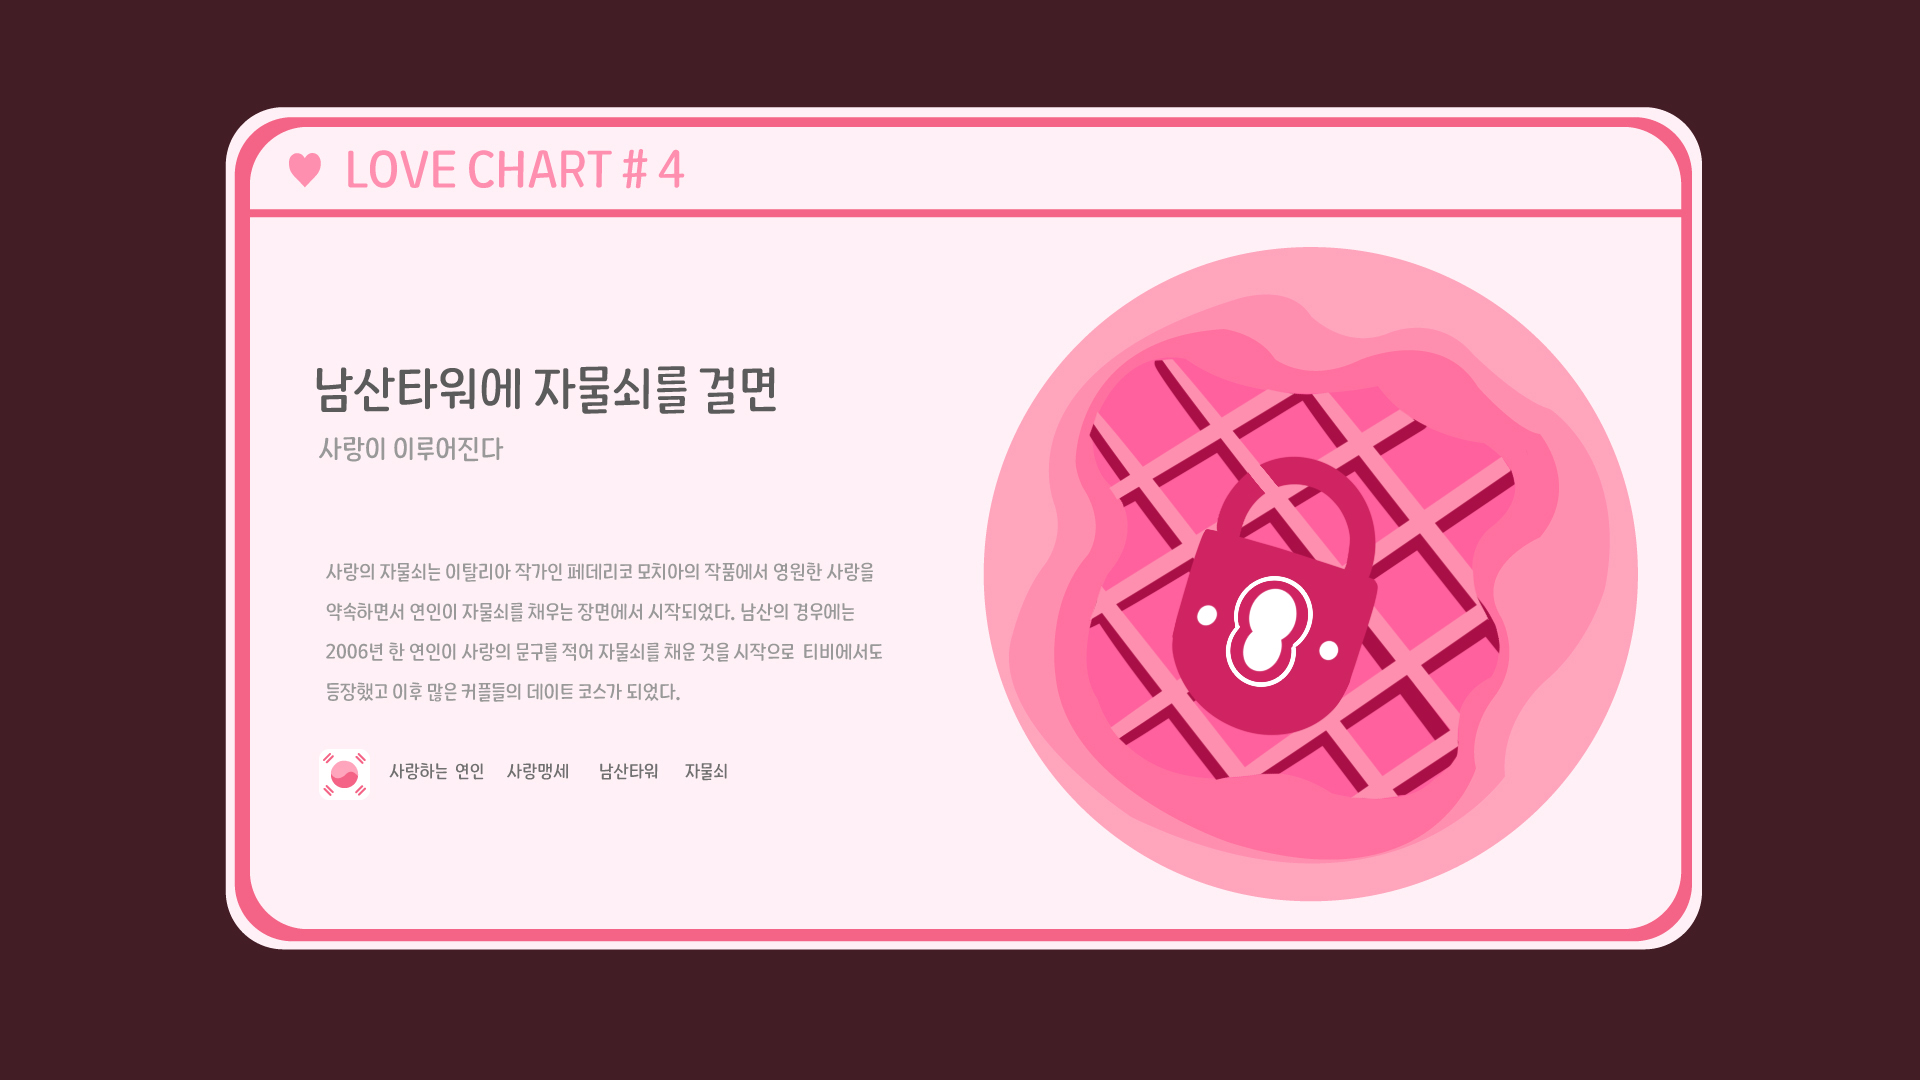 LOVE CHART # 4
남산타워에 자물쇠를 걸면
사랑이 이루어진다
사랑의 자물쇠는 이탈리아 작가인 페데리코 모치아의 작품에서 영원한 사랑을
약속하면서 연인이 자물쇠를 채우는 장면에서 시작되었다. 남산의 경우에는
2006년 한 연인이 사랑의 문구를 적어 자물쇠를 채운 것을 시작으로 티비에서도
등장했고 이후 많은 커플들의 데이트 코스가 되었다.
사랑하는 연인 사랑맹세 남산타워 자물쇠